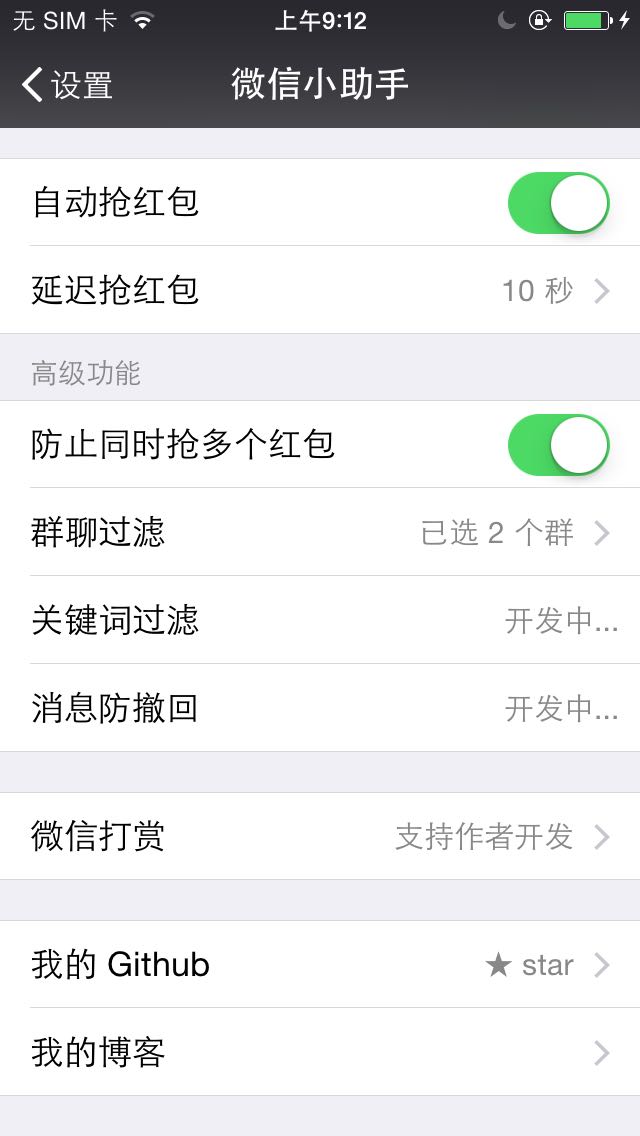 无 SIM 卡
上午9:12
设置
微信小助手
自动抢红包
延迟抢红包 10 秒
高级功能
防止同时抢多个红包
群聊过滤 已选 2 个群
关键词过滤 开发中...
消息防撤回 开发中...
微信打赏 支持作者开发
我的 Github ★ star
我的博客